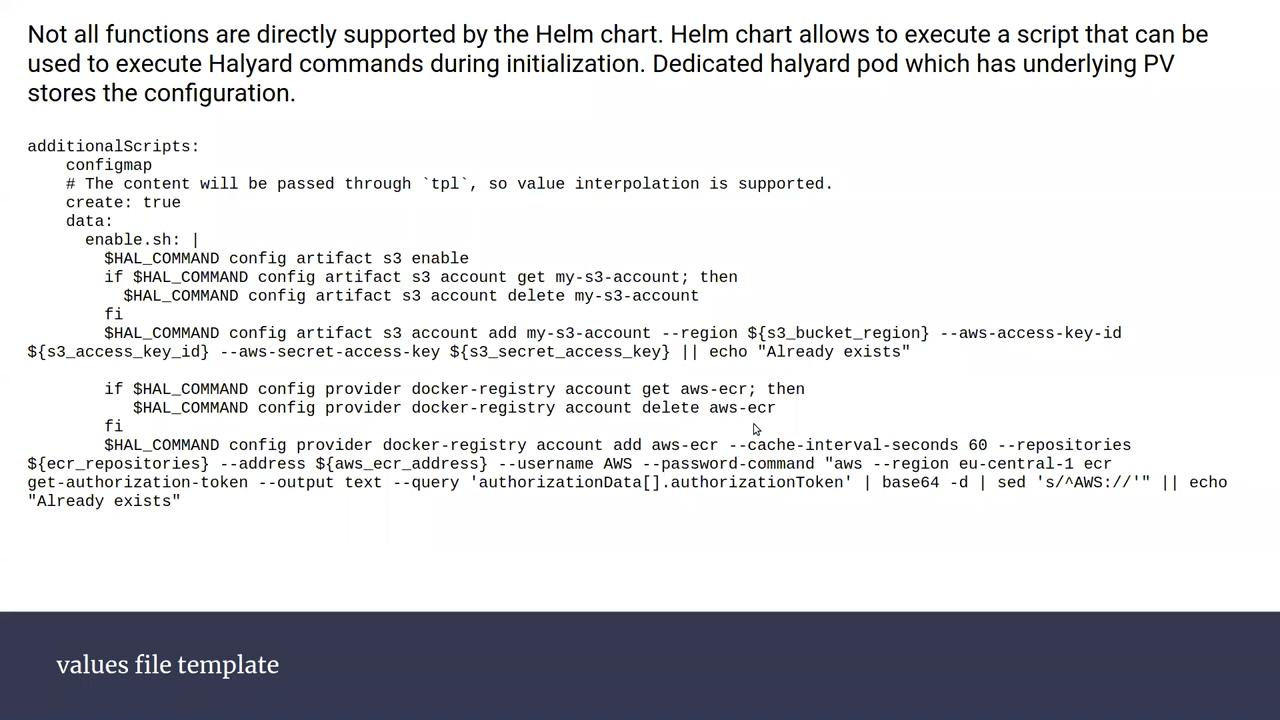 Not all functions are directly supported by the Helm chart. Helm chart allows to execute a script that can be
used to execute Halyard commands during initialization. Dedicated halyard pod which has underlying PV
stores the configuration.
additionalScripts:
    configmap
    # The content will be passed through `tpl`, so value interpolation is supported.
    create: true
    data:
      enable.sh: |
        $HAL_COMMAND config artifact s3 enable
        if $HAL_COMMAND config artifact s3 account get my-s3-account; then
          $HAL_COMMAND config artifact s3 account delete my-s3-account
        fi
        $HAL_COMMAND config artifact s3 account add my-s3-account --region ${s3_bucket_region} --aws-access-key-id
${s3_access_key_id} --aws-secret-access-key ${s3_secret_access_key} || echo "Already exists"
        if $HAL_COMMAND config provider docker-registry account get aws-ecr; then
           $HAL_COMMAND config provider docker-registry account delete aws-ecr
        fi
        $HAL_COMMAND config provider docker-registry account add aws-ecr --cache-interval-seconds 60 --repositories
${ecr_repositories} --address ${aws_ecr_address} --username AWS --password-command "aws --region eu-central-1 ecr
get-authorization-token --output text --query 'authorizationData[].authorizationToken' | base64 -d | sed 's/^AWS://'" || echo
"Already exists"
values file template